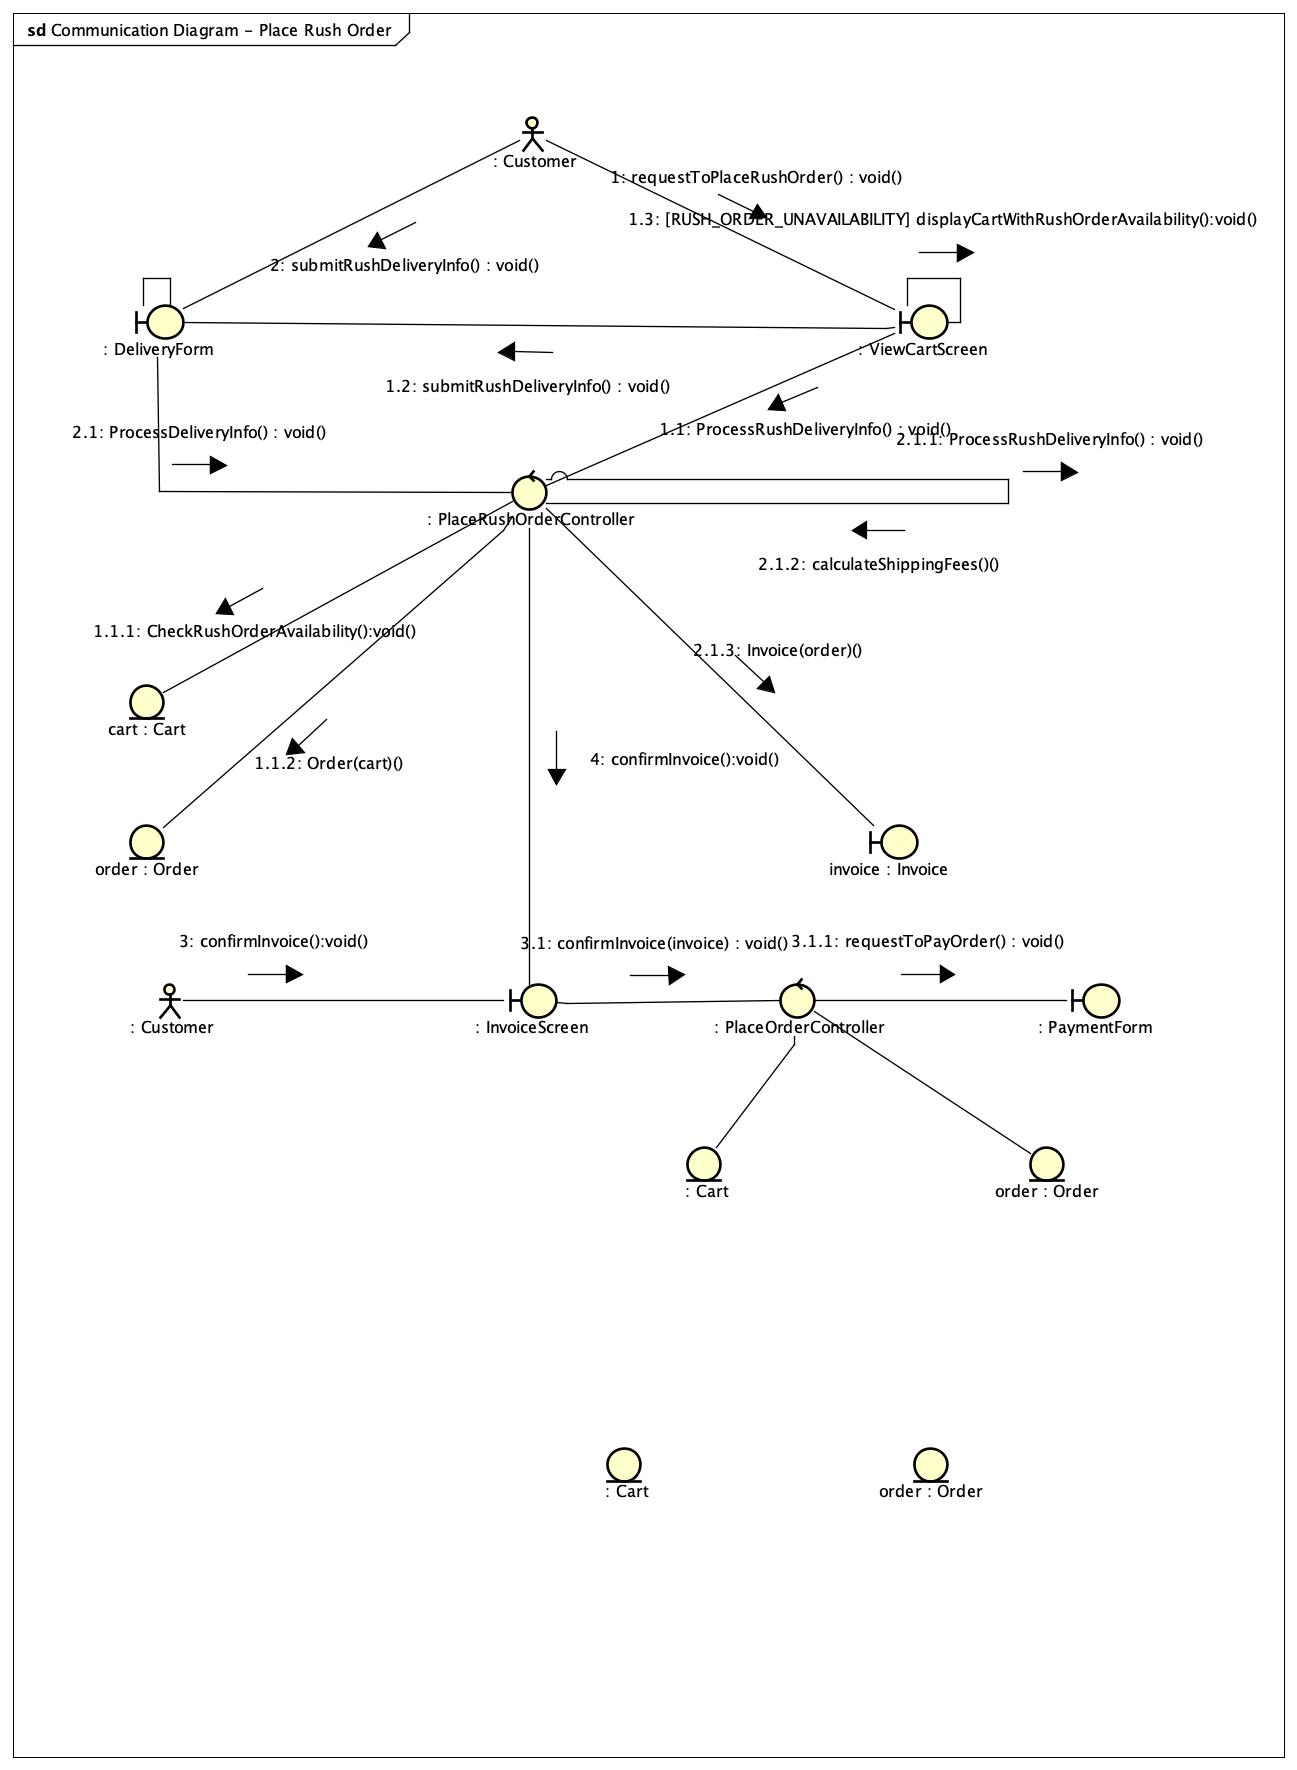 sd Communication Diagram - Place Rush Order
: Customer
1: requestToPlaceRushOrder() : void()
1.3: [RUSH_ORDER_UNAVAILABILITY] displayCartWithRushOrderAvailability():void()
2: submitRushDeliveryInfo() : void()
: DeliveryForm
: ViewCartScreen
1.2: submitRushDeliveryInfo() : void()
2.1: ProcessDeliveryInfo() : void()
1.1: ProcessRushDeliveryInfo() : void()
2.1.1: ProcessRushDeliveryInfo() : void()
: PlaceRushOrderController
2.1.2: calculateShippingFees()()
1.1.1: CheckRushOrderAvailability():void()
2.1.3: Invoice(order)()
cart : Cart
1.1.2: Order(cart)()
4: confirmInvoice():void()
order : Order
invoice : Invoice
3: confirmInvoice():void()
3.1: confirmInvoice(invoice) : void()
3.1.1: requestToPayOrder() : void()
: Customer
: InvoiceScreen
: PlaceOrderController
: PaymentForm
: Cart
order : Order
: Cart
order : Order